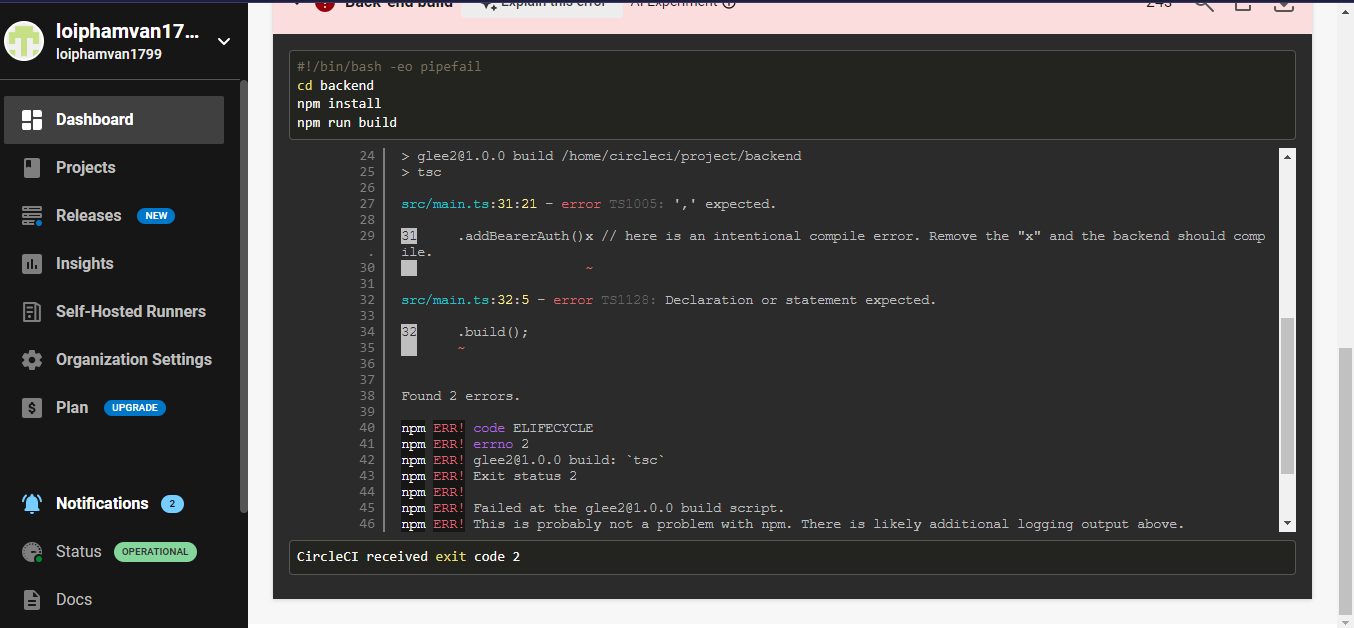 loiphamvan17...
loiphamvan1799
Dashboard
Projects
Releases NEW
Insights
Self-Hosted Runners
Organization Settings
Plan UPGRADE
Notifications 2
Status OPERATIONAL
Docs
Back-end build Explain this error AI Experiment 24s
#!/bin/bash -eo pipefail
cd backend
npm install
npm run build
24 > glee2@1.0.0 build /home/circleci/project/backend
25 > tsc
26
27 src/main.ts:31:21 - error TS1005: ',' expected.
28
29 31 .addBearerAuth()x // here is an intentional compile error. Remove the "x" and the backend should comp
. ile.
30 ~
31
32 src/main.ts:32:5 - error TS1128: Declaration or statement expected.
33
34 32 .build();
35 ~
36
37
38 Found 2 errors.
39
40 npm ERR! code ELIFECYCLE
41 npm ERR! errno 2
42 npm ERR! glee2@1.0.0 build: `tsc`
43 npm ERR! Exit status 2
44 npm ERR!
45 npm ERR! Failed at the glee2@1.0.0 build script.
46 npm ERR! This is probably not a problem with npm. There is likely additional logging output above.
CircleCI received exit code 2